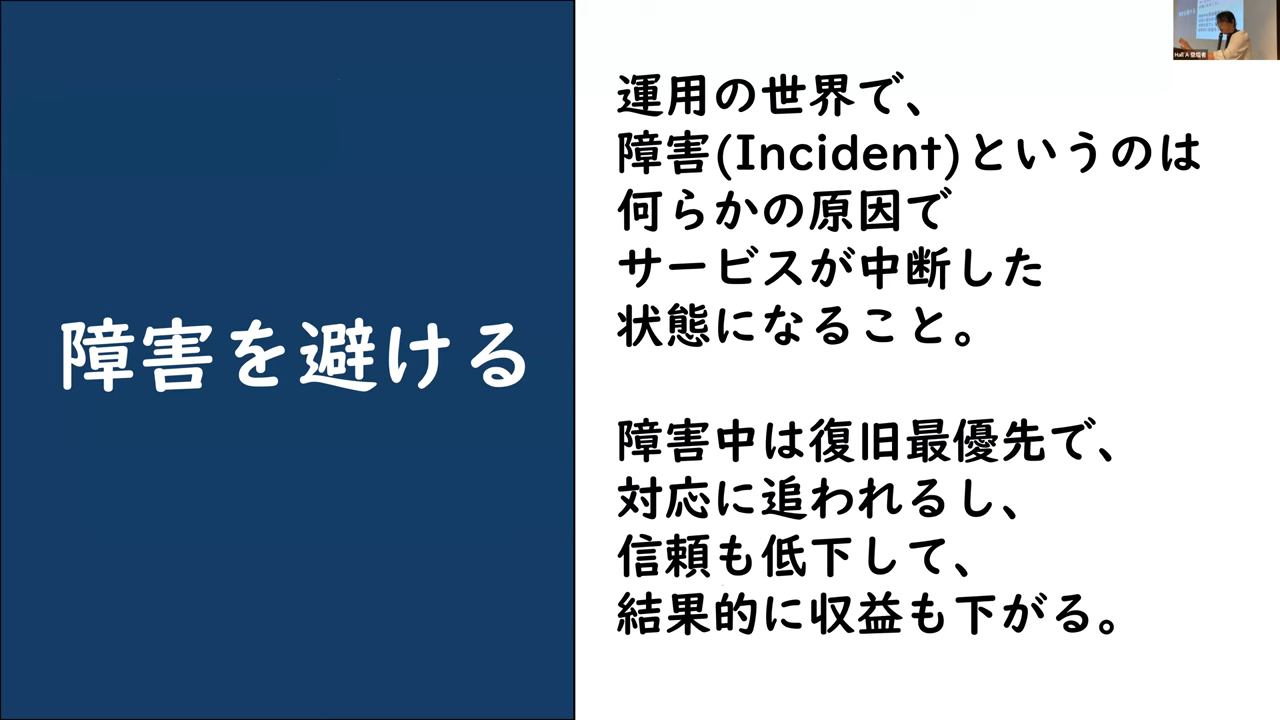 障害を避ける
運用の世界で、
障害(Incident)というのは
何らかの原因で
サービスが中断した
状態になること。
障害中は復旧最優先で、
対応に追われるし、
信頼も低下して、
結果的に収益も下がる。
Hall A 登壇者